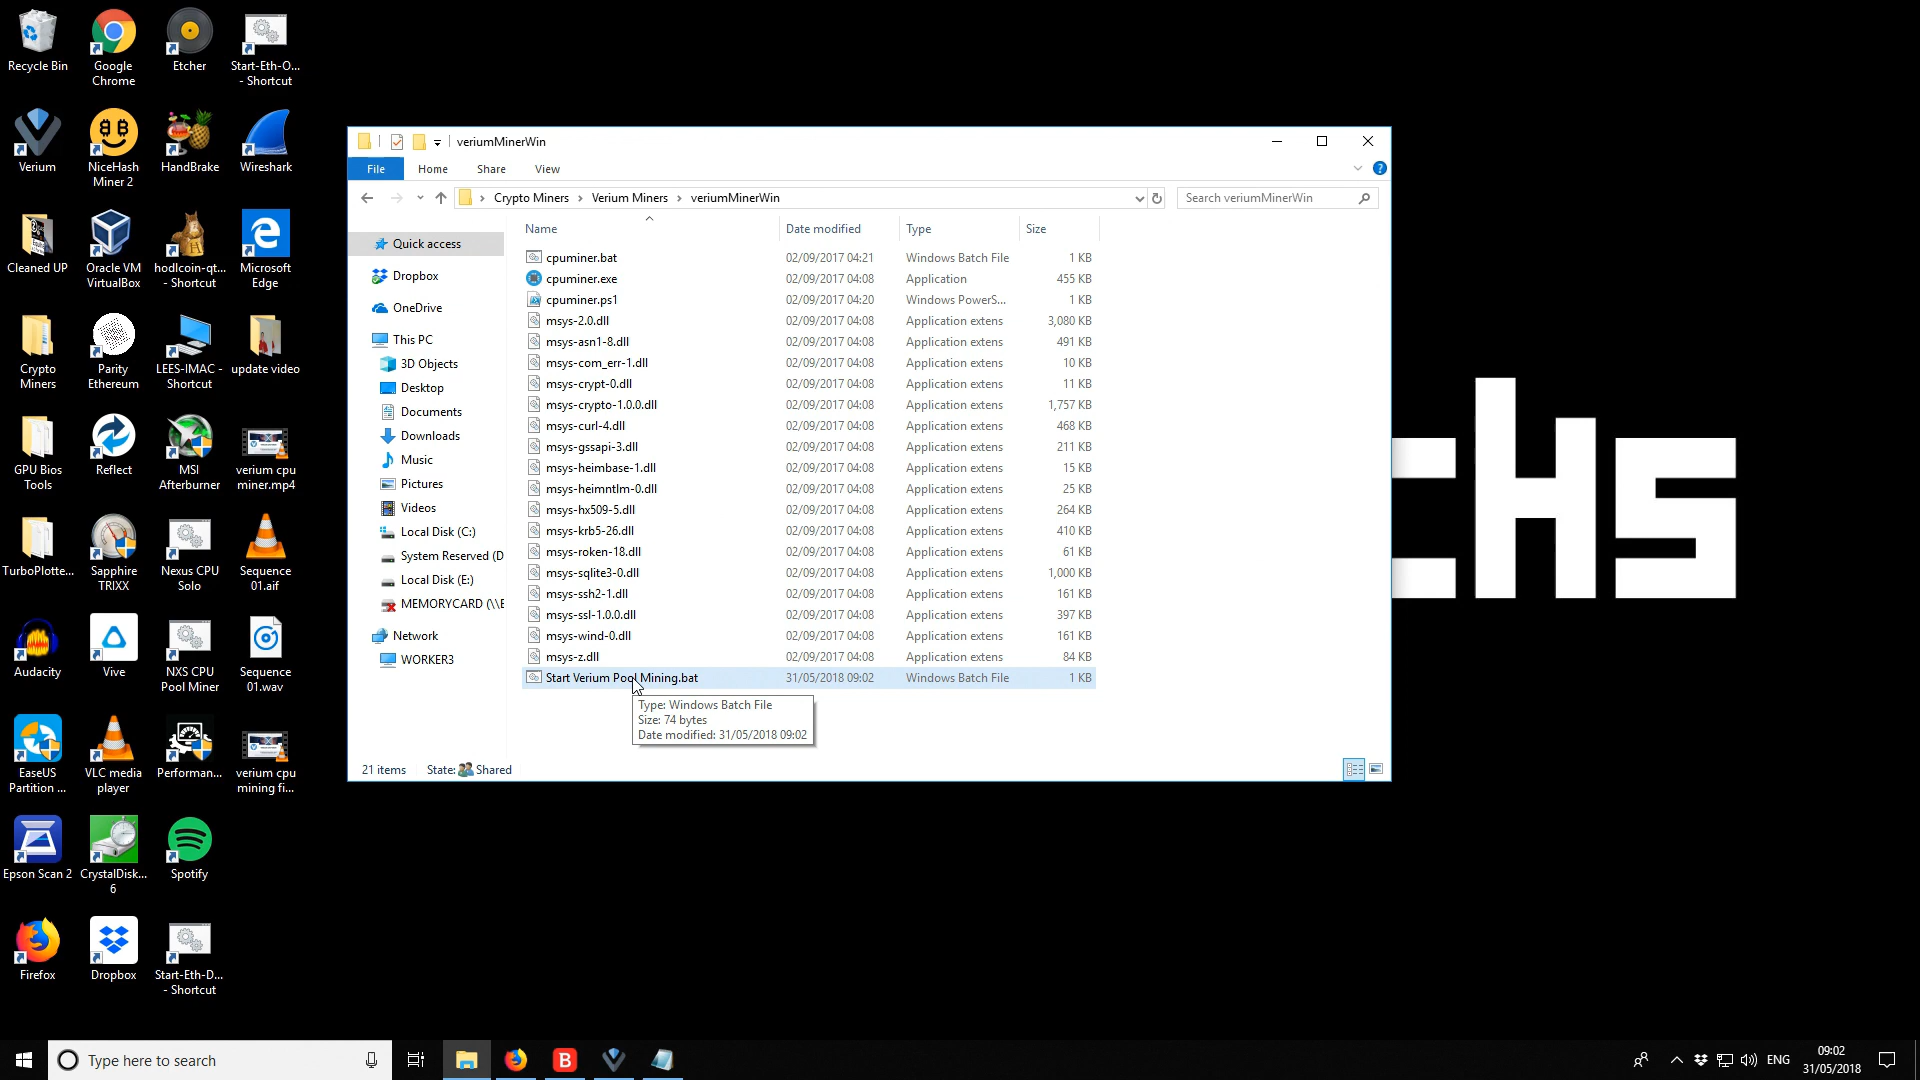 Recycle Bin
Google
Chrome
Etcher
Start-Eth-O...
- Shortcut
Verium
NiceHash
Miner 2
HandBrake
Wireshark
Cleaned UP
Oracle VM
VirtualBox
hodlcoin-qt...
- Shortcut
Microsoft
Edge
Crypto
Miners
Parity
Ethereum
LEES-IMAC -
Shortcut
update video
GPU Bios
Tools
Reflect
MSI
Afterburner
verium cpu
miner.mp4
TurboPlotte...
Sapphire
TRIXX
Nexus CPU
Solo
Sequence
01.aif
Audacity
Vive
NXS CPU
Pool Miner
Sequence
01.wav
EaseUS
Partition ...
VLC media
player
Performan...
verium cpu
mining fi...
Epson Scan 2
CrystalDisk...
6
Spotify
Firefox
Dropbox
Start-Eth-D...
- Shortcut
veriumMinerWin
File Home Share View
Crypto Miners > Verium Miners > veriumMinerWin
Search veriumMinerWin
Quick access
Dropbox
OneDrive
This PC
3D Objects
Desktop
Documents
Downloads
Music
Pictures
Videos
Local Disk (C:)
System Reserved (D
Local Disk (E:)
MEMORYCARD (\\E
Network
WORKER3
Name Date modified Type Size
cpuminer.bat 02/09/2017 04:21 Windows Batch File 1 KB
cpuminer.exe 02/09/2017 04:08 Application 455 KB
cpuminer.ps1 02/09/2017 04:20 Windows PowerS... 1 KB
msys-2.0.dll 02/09/2017 04:08 Application extens 3,080 KB
msys-asn1-8.dll 02/09/2017 04:08 Application extens 491 KB
msys-com_err-1.dll 02/09/2017 04:08 Application extens 10 KB
msys-crypt-0.dll 02/09/2017 04:08 Application extens 11 KB
msys-crypto-1.0.0.dll 02/09/2017 04:08 Application extens 1,757 KB
msys-curl-4.dll 02/09/2017 04:08 Application extens 468 KB
msys-gssapi-3.dll 02/09/2017 04:08 Application extens 211 KB
msys-heimbase-1.dll 02/09/2017 04:08 Application extens 15 KB
msys-heimntlm-0.dll 02/09/2017 04:08 Application extens 25 KB
msys-hx509-5.dll 02/09/2017 04:08 Application extens 264 KB
msys-krb5-26.dll 02/09/2017 04:08 Application extens 410 KB
msys-roken-18.dll 02/09/2017 04:08 Application extens 61 KB
msys-sqlite3-0.dll 02/09/2017 04:08 Application extens 1,000 KB
msys-ssh2-1.dll 02/09/2017 04:08 Application extens 161 KB
msys-ssl-1.0.0.dll 02/09/2017 04:08 Application extens 397 KB
msys-wind-0.dll 02/09/2017 04:08 Application extens 161 KB
msys-z.dll 02/09/2017 04:08 Application extens 84 KB
Start Verium Pool Mining.bat 31/05/2018 09:02 Windows Batch File 1 KB
Type: Windows Batch File
Size: 74 bytes
Date modified: 31/05/2018 09:02
21 items State: Shared
chs
Type here to search
B
ENG
09:02
31/05/2018